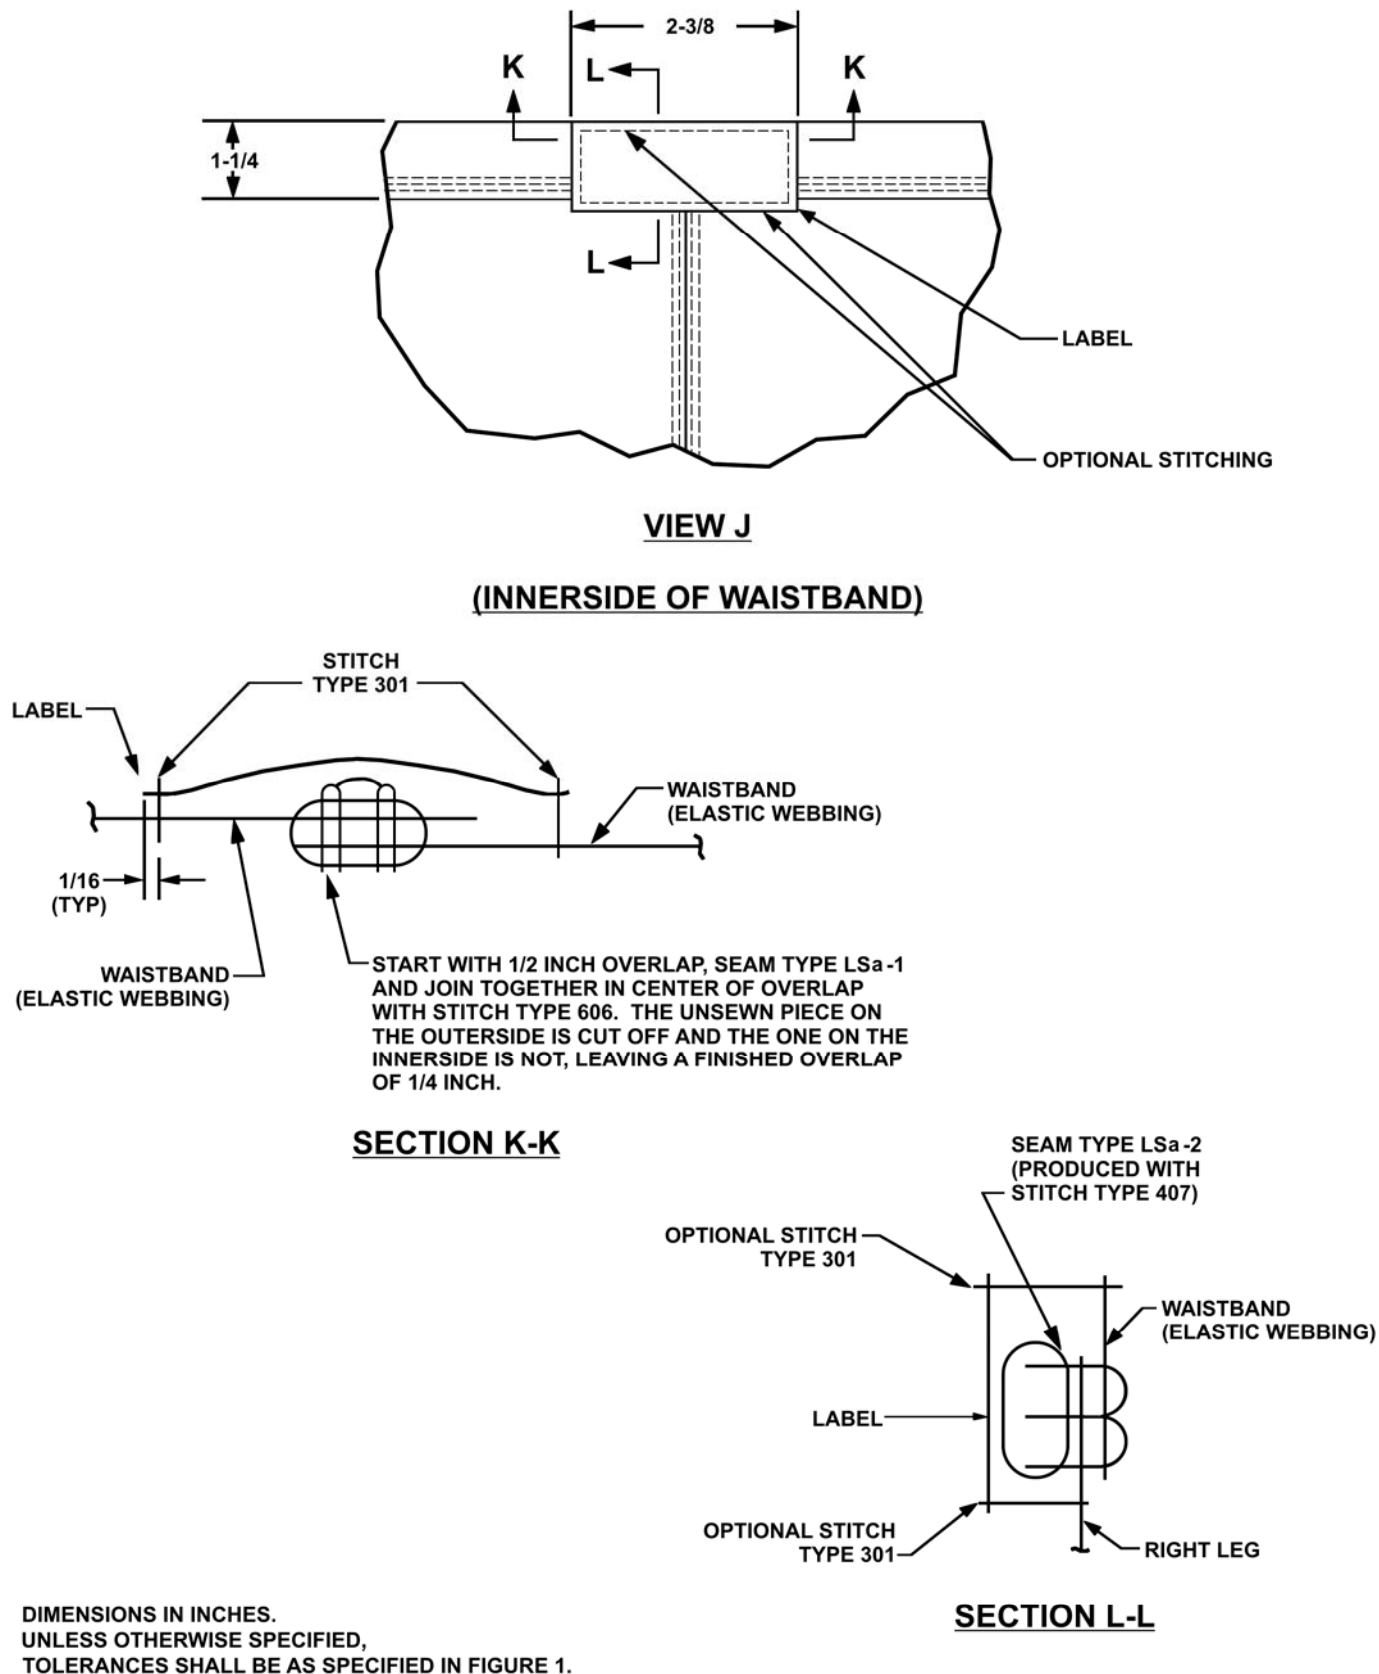 2-3/8
K
L
K
1-1/4
L
LABEL
OPTIONAL STITCHING
VIEW J
(INNERSIDE OF WAISTBAND)
STITCH
TYPE 301
LABEL
WAISTBAND
(ELASTIC WEBBING)
1/16
(TYP)
WAISTBAND
(ELASTIC WEBBING)
START WITH 1/2 INCH OVERLAP, SEAM TYPE LSa-1
AND JOIN TOGETHER IN CENTER OF OVERLAP
WITH STITCH TYPE 606. THE UNSEWN PIECE ON
THE OUTERSIDE IS CUT OFF AND THE ONE ON THE
INNERSIDE IS NOT, LEAVING A FINISHED OVERLAP
OF 1/4 INCH.
SECTION K-K
SEAM TYPE LSa-2
(PRODUCED WITH
STITCH TYPE 407)
OPTIONAL STITCH
TYPE 301
WAISTBAND
(ELASTIC WEBBING)
LABEL
OPTIONAL STITCH
TYPE 301
RIGHT LEG
SECTION L-L
DIMENSIONS IN INCHES.
UNLESS OTHERWISE SPECIFIED,
TOLERANCES SHALL BE AS SPECIFIED IN FIGURE 1.